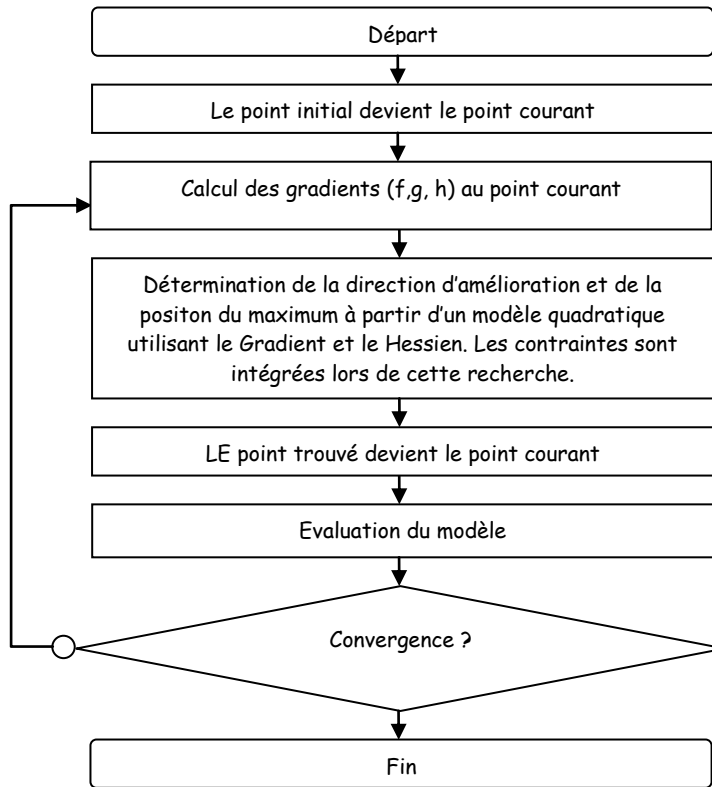 Départ
Le point initial devient le point courant
Calcul des gradients (f,g, h) au point courant
Détermination de la direction d'amélioration et de la
positon du maximum à partir d'un modèle quadratique
utilisant le Gradient et le Hessien. Les contraintes sont
intégrées lors de cette recherche.
LE point trouvé devient le point courant
Evaluation du modèle
Convergence ?
Fin